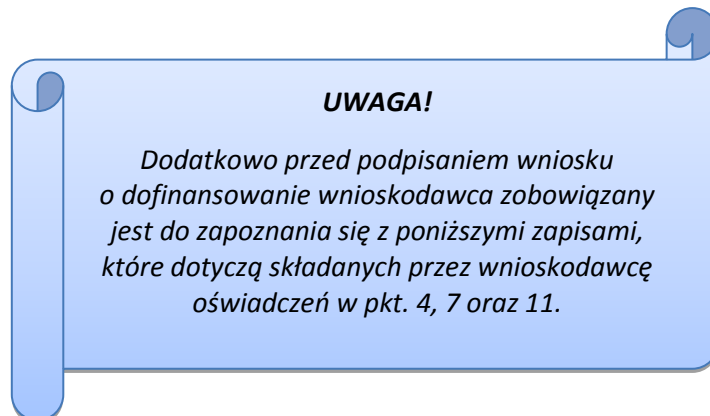 UWAGA!
Dodatkowo przed podpisaniem wniosku
o dofinansowanie wnioskodawca zobowiązany
jest do zapoznania się z poniższymi zapisami,
które dotyczą składanych przez wnioskodawcę
oświadczeń w pkt. 4, 7 oraz 11.